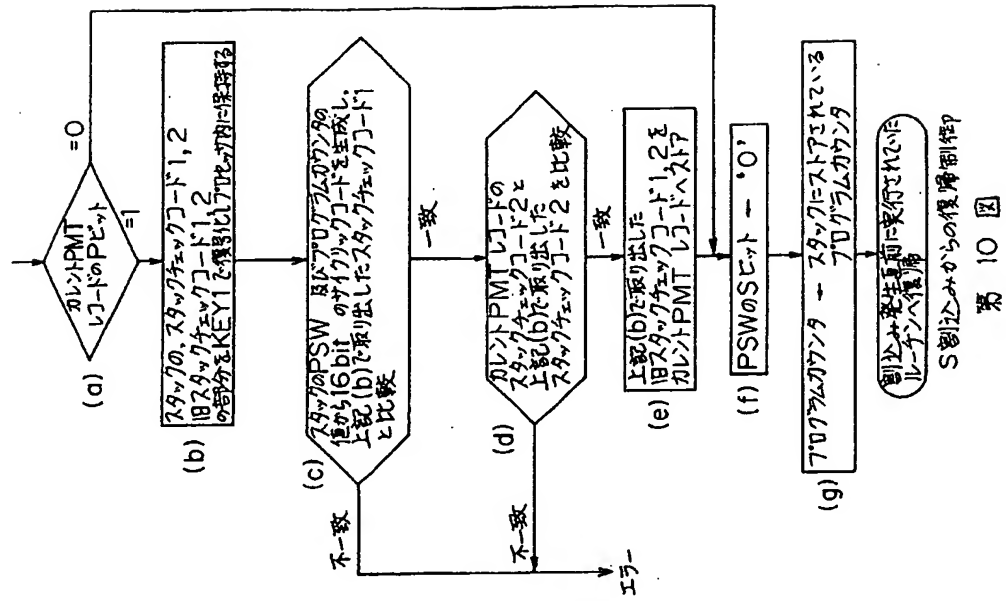 (a)
カレントPMT
レコードのPビット
=0
=1
(b)
スタックの、スタックチェックコード1,2
旧スタックチェックコード1,2
の部分をKEY1で復号化しプロセッサ内に保持する
(c)
スタックのPSW 及びプログラムカウンタの
値から16bit のサイクリックコードを生成し、
上記(b)で取り出したスタックチェックコード1
と比較
不一致
一致
(d)
カレントPMTレコードの
スタックチェックコード2と
上記(b)で取り出した
スタックチェックコード2を比較
不一致
一致
エラー
(e)
上記(b)で取り出した
旧スタックチェックコード1,2を
カレントPMTレコードへストア
(f)
PSWのSビット ← '0'
(g)
プログラムカウンタ ← スタックにストアされている
プログラムカウンタ
割込み発生直前に実行されていた
ルーチンへ復帰
S割込みからの復帰制御
第 10 図